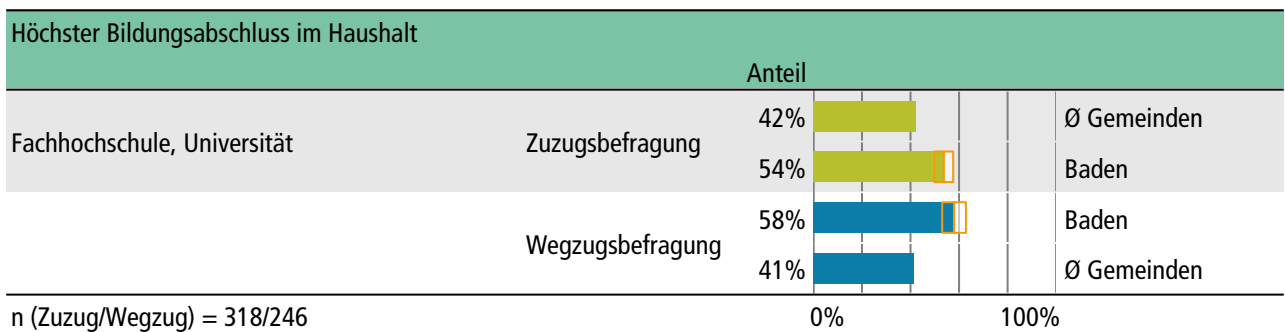 Höchster Bildungsabschluss im Haushalt
Anteil
Fachhochschule, Universität
Zuzugsbefragung
42%
Ø Gemeinden
54%
Baden
Wegzugsbefragung
58%
Baden
41%
Ø Gemeinden
n (Zuzug/Wegzug) = 318/246
0%
100%